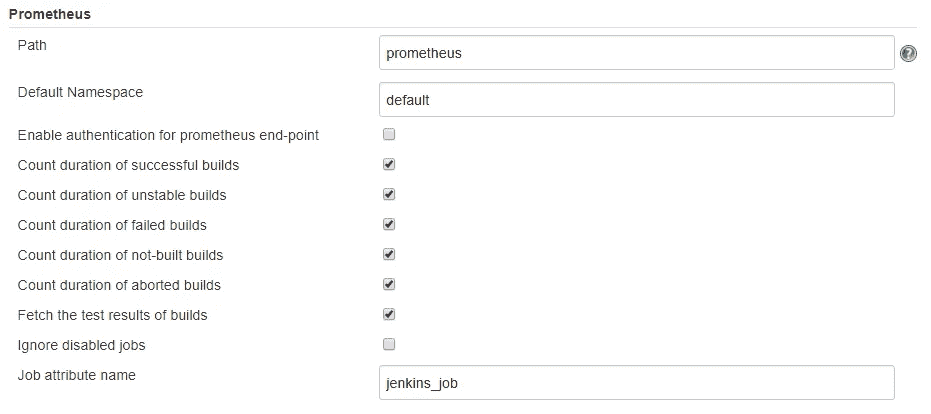 Prometheus
Path
prometheus
?
Default Namespace
default
Enable authentication for prometheus end-point
Count duration of successful builds
Count duration of unstable builds
Count duration of failed builds
Count duration of not-built builds
Count duration of aborted builds
Fetch the test results of builds
Ignore disabled jobs
Job attribute name
jenkins_job